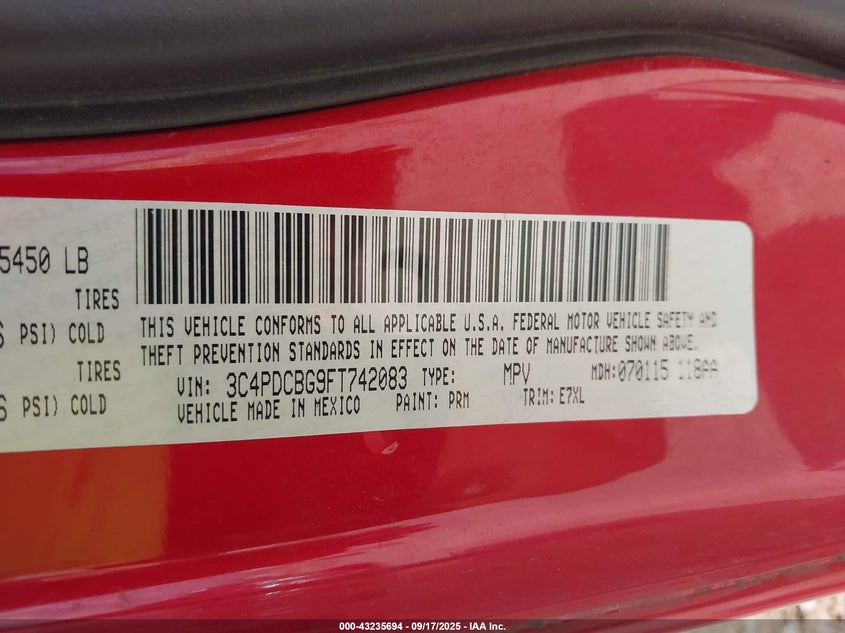 5450 LB
TIRES
PSI) COLD
TIRES
PSI) COLD
THIS VEHICLE CONFORMS TO ALL APPLICABLE U.S.A. FEDERAL MOTOR VEHICLE SAFETY AND
THEFT PREVENTION STANDARDS IN EFFECT ON THE DATE OF MANUFACTURE SHOWN ABOVE.
VIN: 3C4PDCBG9FT742083 TYPE: MPV MDH:070115 118AA
VEHICLE MADE IN MEXICO PAINT: PRM TRIM: E7XL
000-43235694 - 09/17/2025 - IAA Inc.